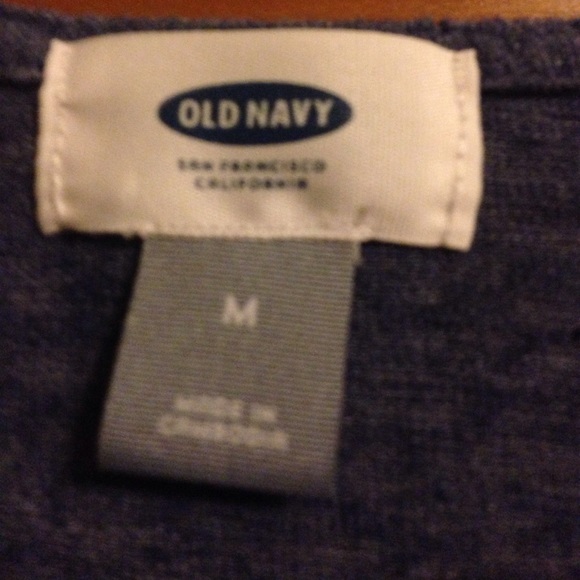 OLD NAVY
SAN FRANCISCO
CALIFORNIA
M
MADE IN
CAMBODIA